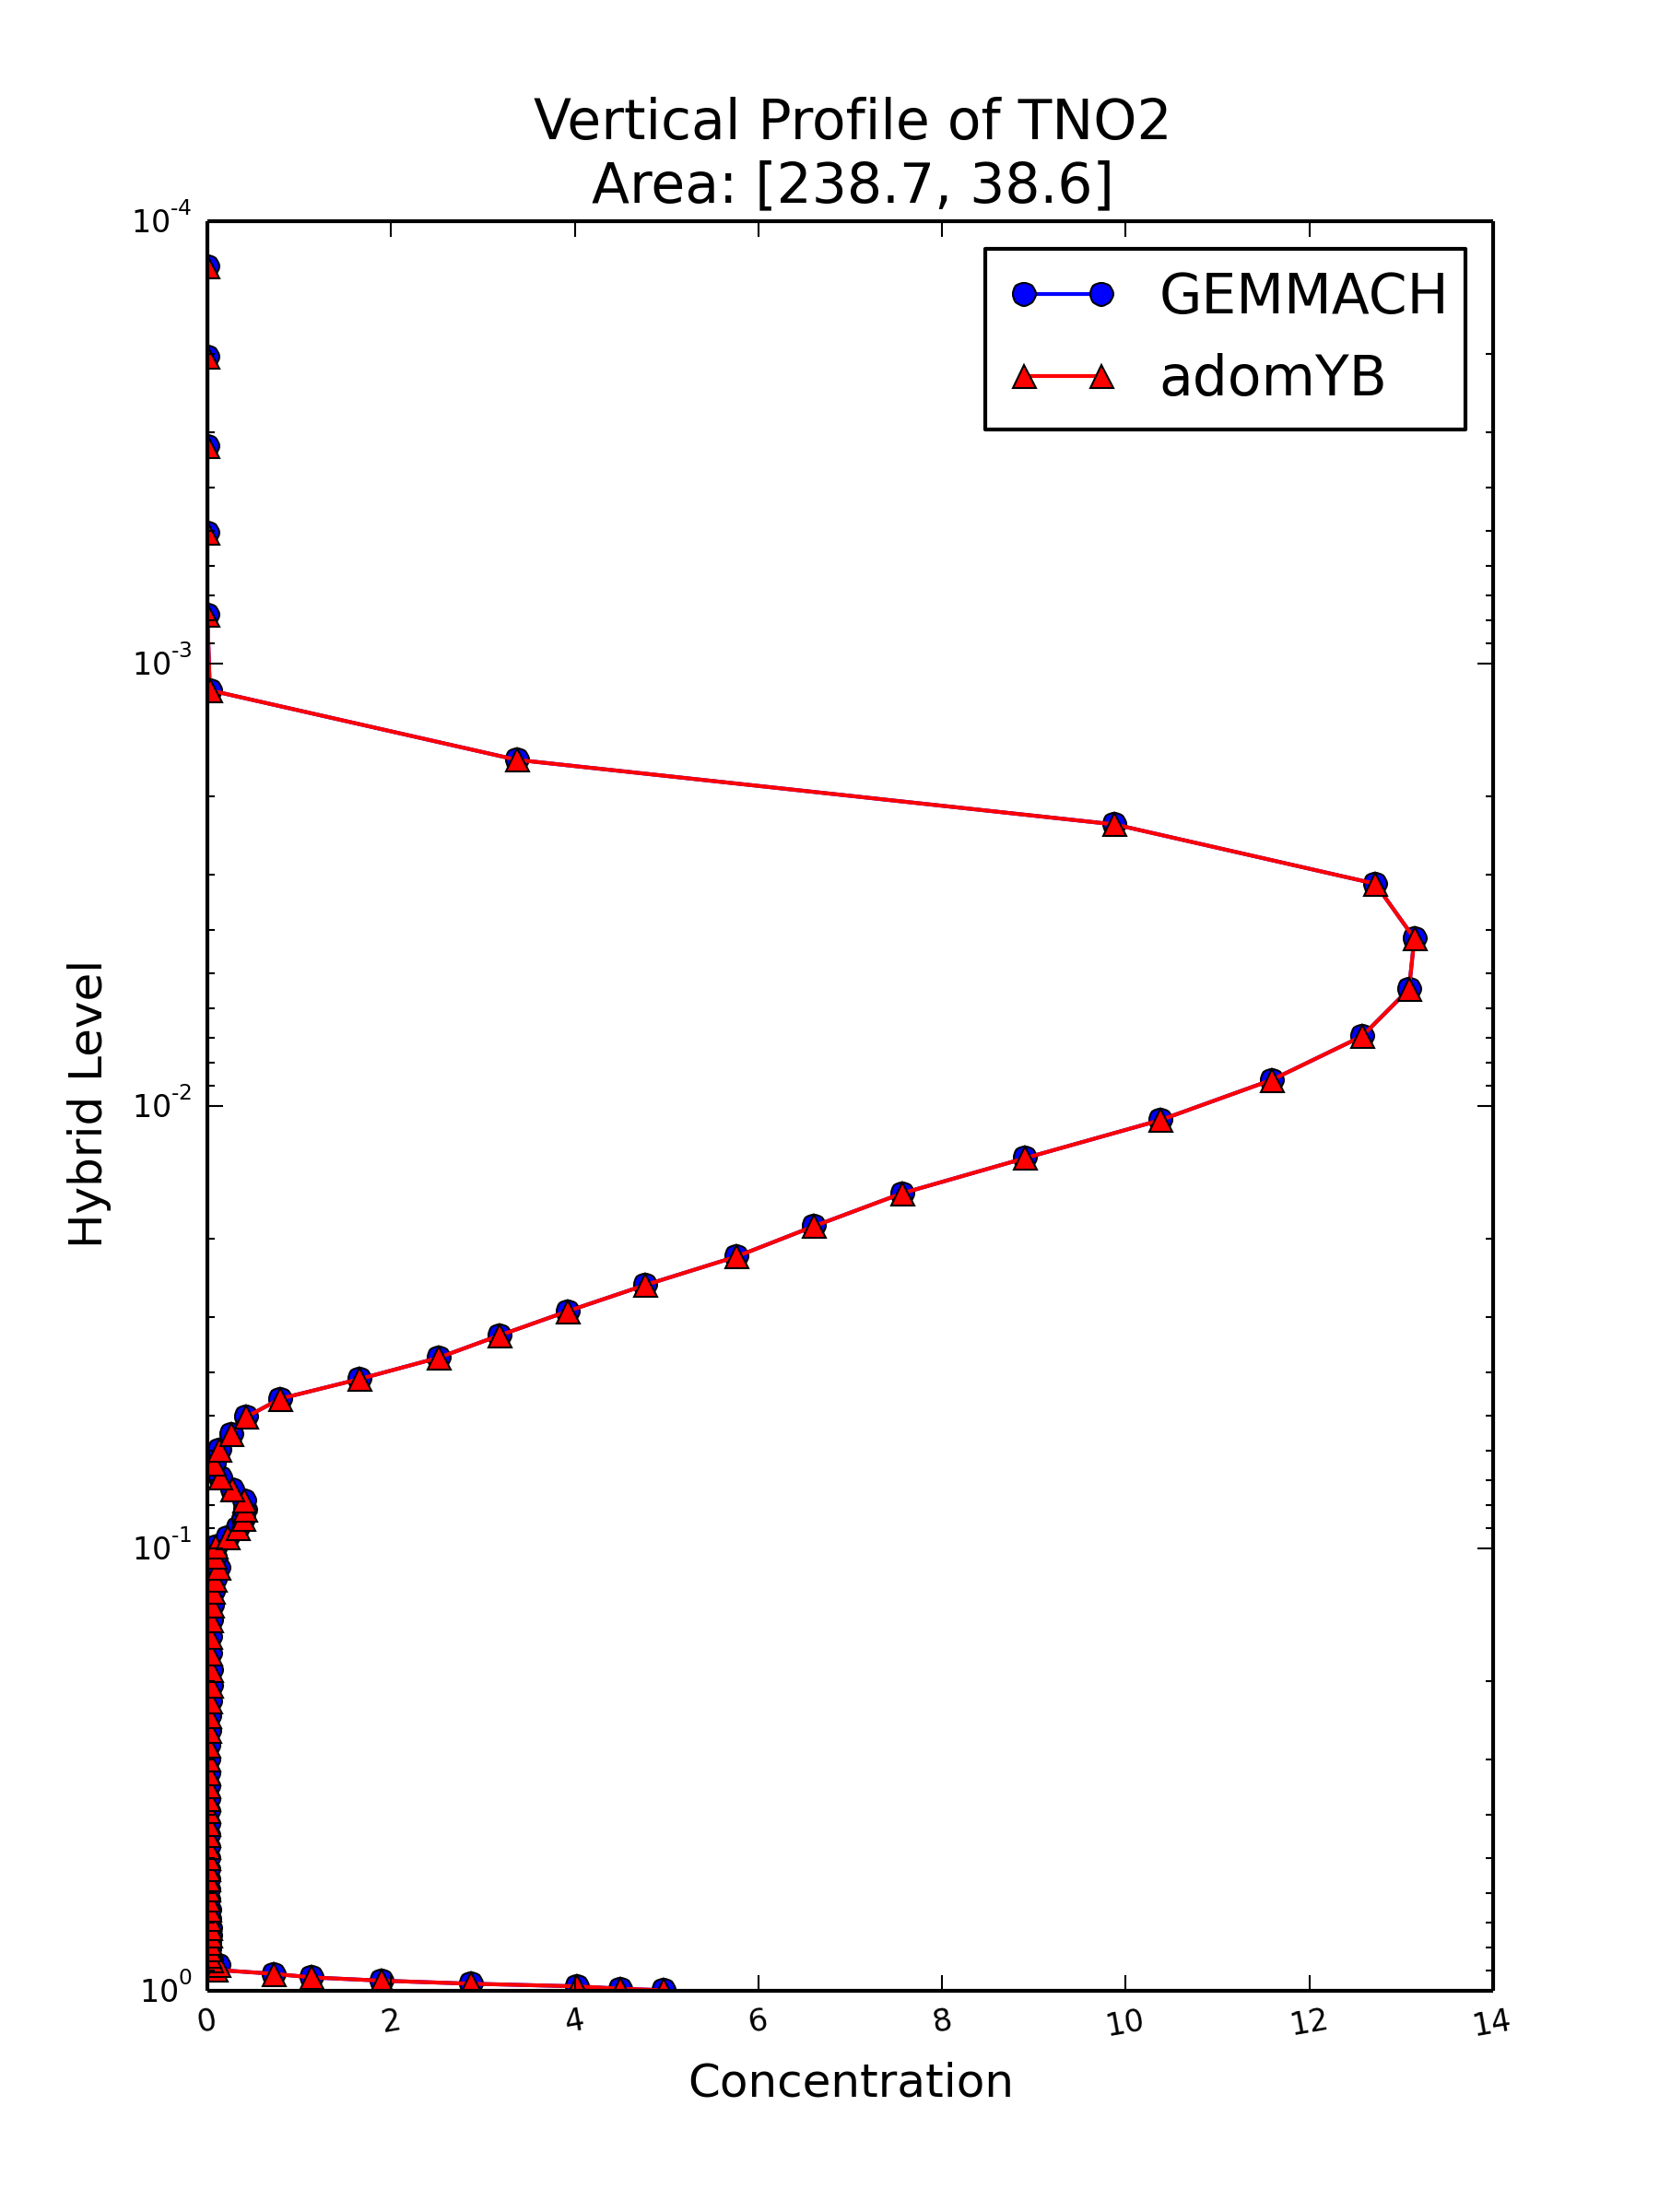 Vertical Profile of TNO2
Area: [238.7, 38.6]
GEMMACH
adomYB
Hybrid Level
10^-4
10^-3
10^-2
10^-1
10^0
0 2 4 6 8 10 12 14
Concentration